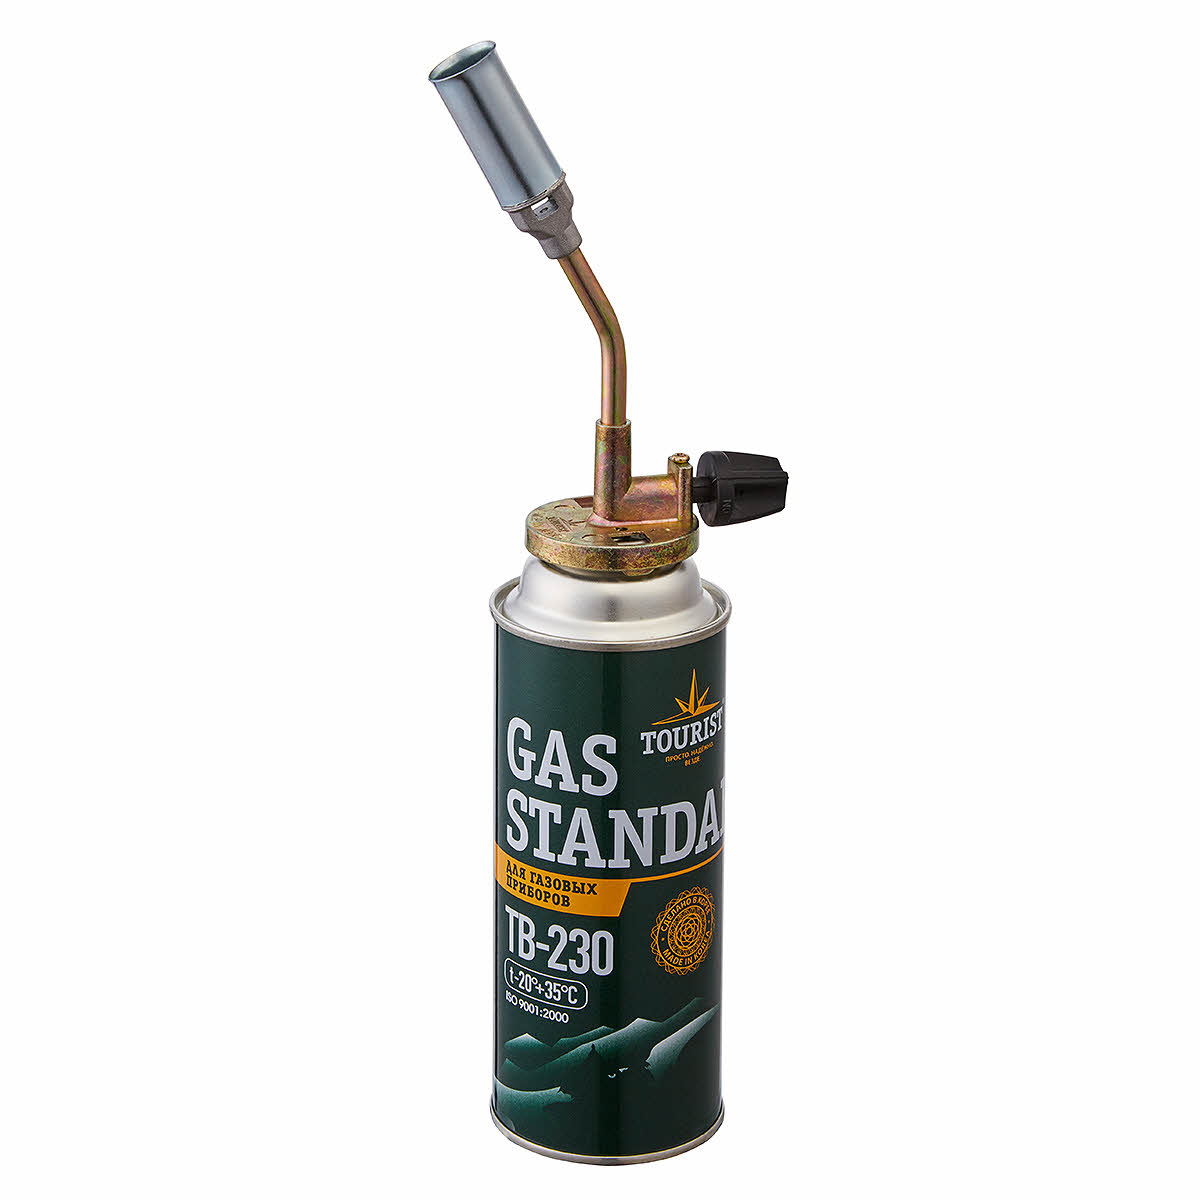 TOURIST
ПРОСТО. НАДЁЖНО.
ВЕЗДЕ
GAS
STANDA
ДЛЯ ГАЗОВЫХ
ПРИБОРОВ
TB-230
t-20°+35°C
ISO 9001:2000
СДЕЛАНО В КОРЕЕ
MADE IN KOREA